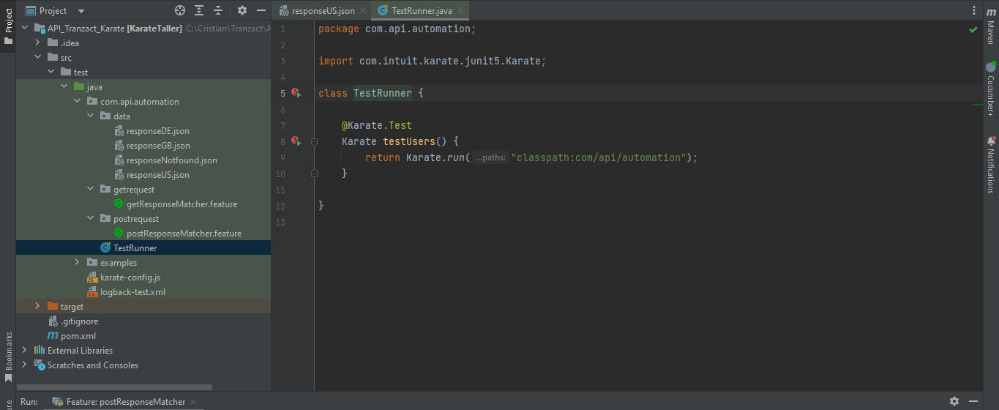 Project
Project
API_Tranzact_Karate [KarateTaller] C:\Cristian\Tranzact\A
.idea
src
test
java
com.api.automation
data
responseDE.json
responseGB.json
responseNotfound.json
responseUS.json
getrequest
getResponseMatcher.feature
postrequest
postResponseMatcher.feature
TestRunner
examples
karate-config.js
logback-test.xml
target
.gitignore
pom.xml
External Libraries
Scratches and Consoles
Bookmarks
ure
responseUS.json
TestRunner.java
1 package com.api.automation;
2
3 import com.intuit.karate.junit5.Karate;
4
5 class TestRunner {
6
7 @Karate.Test
8 Karate testUsers() {
9 return Karate.run( ...paths: "classpath:com/api/automation");
10 }
11
12 }
13
Maven
Cucumber+
Notifications
Run: Feature: postResponseMatcher